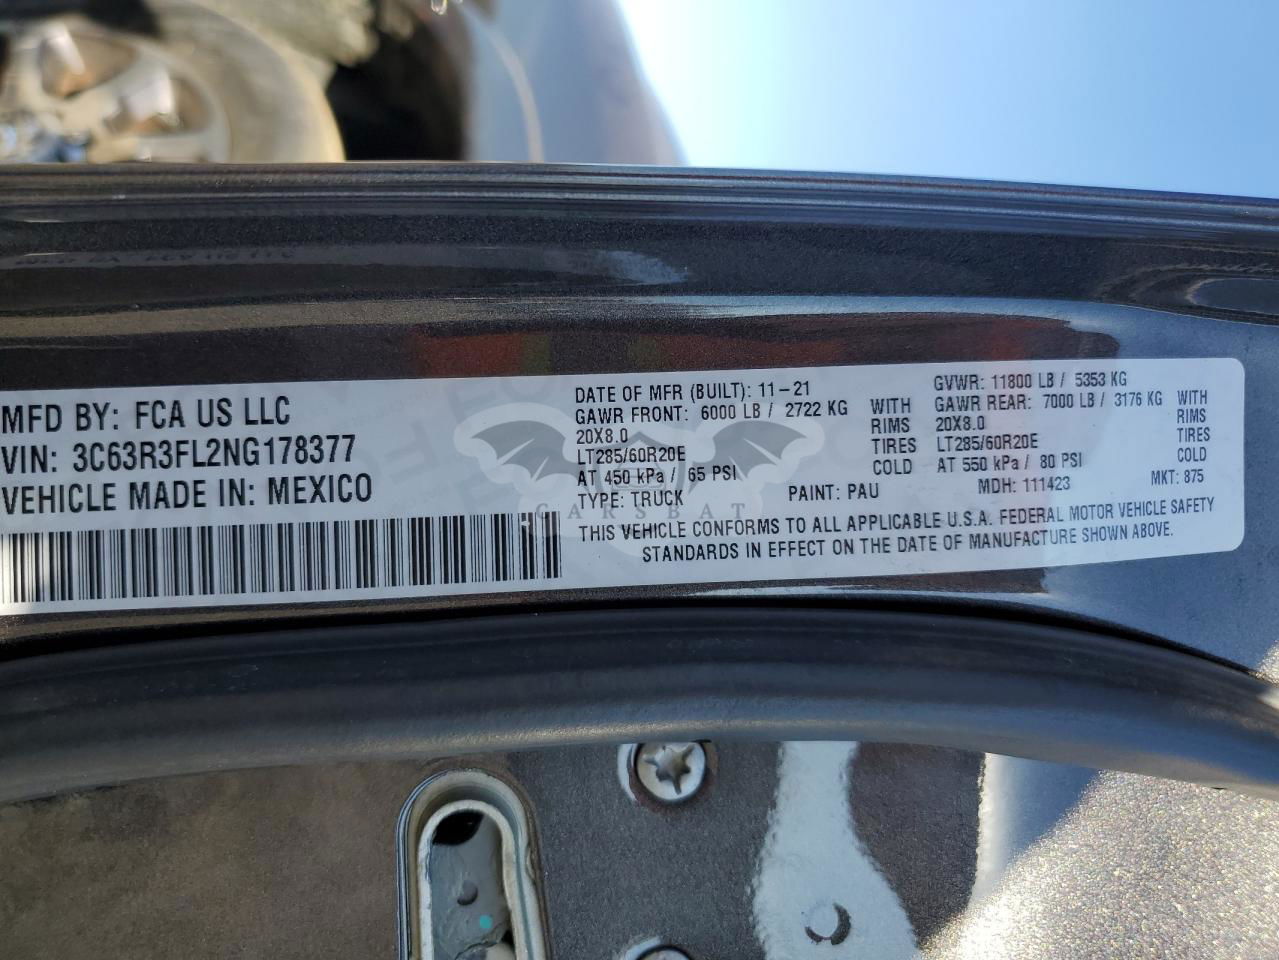 MFD BY: FCA US LLC
VIN: 3C63R3FL2NG178377
VEHICLE MADE IN: MEXICO
DATE OF MFR (BUILT): 11-21
GAWR FRONT: 6000 LB / 2722 KG WITH
20X8.0 RIMS
LT285/60R20E TIRES
AT 450 kPa / 65 PSI COLD
TYPE: TRUCK PAINT: PAU
GVWR: 11800 LB / 5353 KG
GAWR REAR: 7000 LB / 3176 KG WITH
20X8.0 RIMS
LT285/60R20E TIRES
AT 550 kPa / 80 PSI COLD
MDH: 111423 MKT: 875
THIS VEHICLE CONFORMS TO ALL APPLICABLE U.S.A. FEDERAL MOTOR VEHICLE SAFETY
STANDARDS IN EFFECT ON THE DATE OF MANUFACTURE SHOWN ABOVE.
CARSBAT